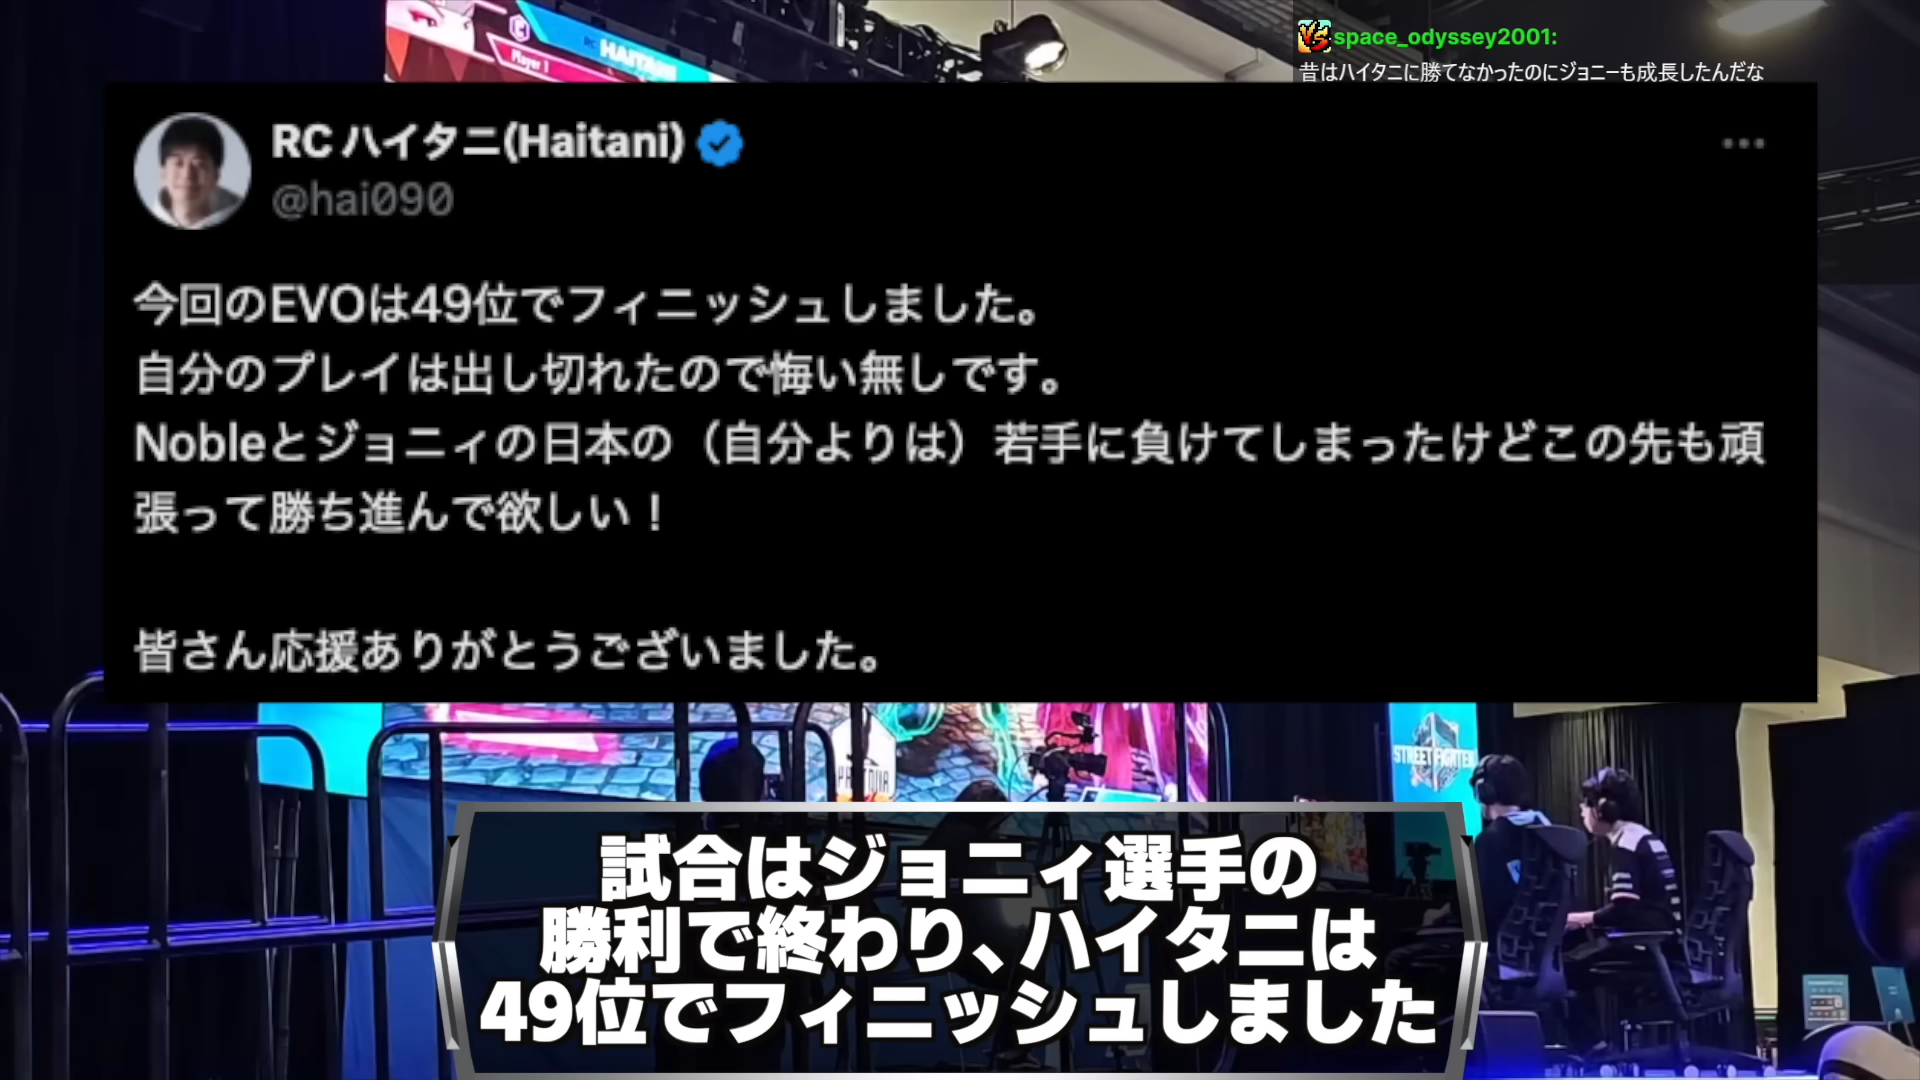 HAITANI
Player 1
space_odyssey2001:
昔はハイタニに勝てなかったのにジョニーも成長したんだな
RC ハイタニ(Haitani)
@hai090
今回のEVOは49位でフィニッシュしました。
自分のプレイは出し切れたので悔い無しです。
Nobleとジョニィの日本の（自分よりは）若手に負けてしまったけどこの先も頑
張って勝ち進んで欲しい！
皆さん応援ありがとうございました。
STREET FIGHTER
試合はジョニィ選手の
勝利で終わり、ハイタニは
49位でフィニッシュしました